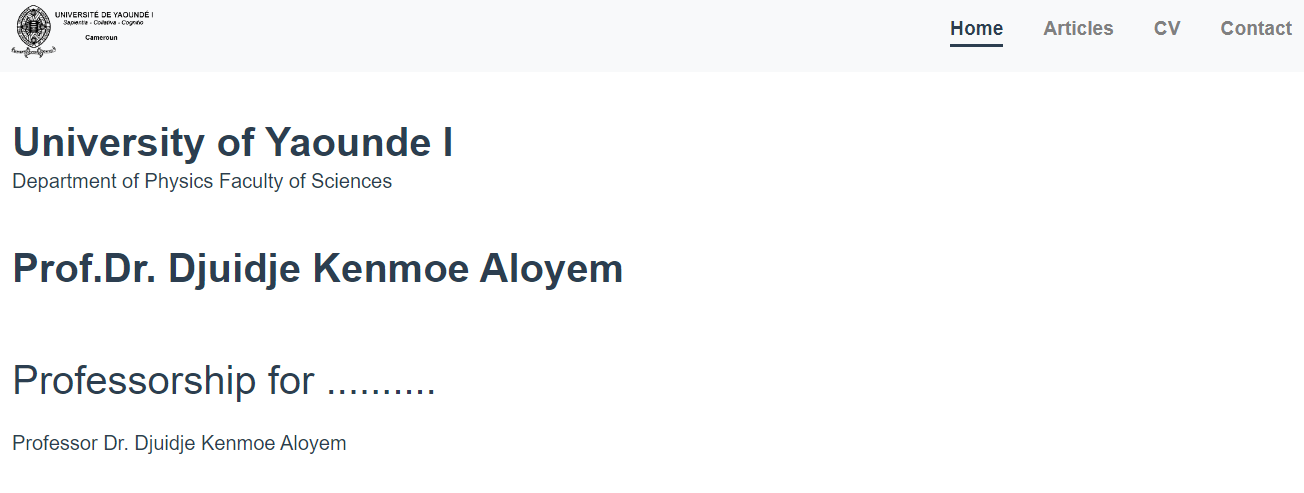 UNIVERSITÉ DE YAOUNDÉ I
Sapientia - Collativa - Cognitio
Cameroun
Home
Articles
CV
Contact
University of Yaounde I
Department of Physics Faculty of Sciences
Prof.Dr. Djuidje Kenmoe Aloyem
Professorship for ..........
Professor Dr. Djuidje Kenmoe Aloyem